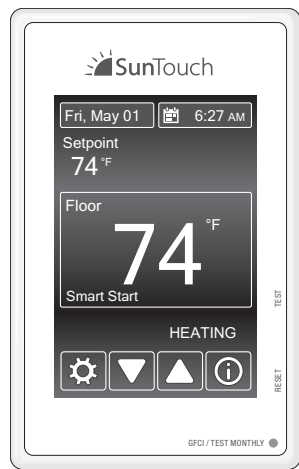 SunTouch
Fri, May 01 6:27 AM
Setpoint
74 °F
Floor
74 °F
Smart Start
HEATING
TEST
RESET
GFCI / TEST MONTHLY